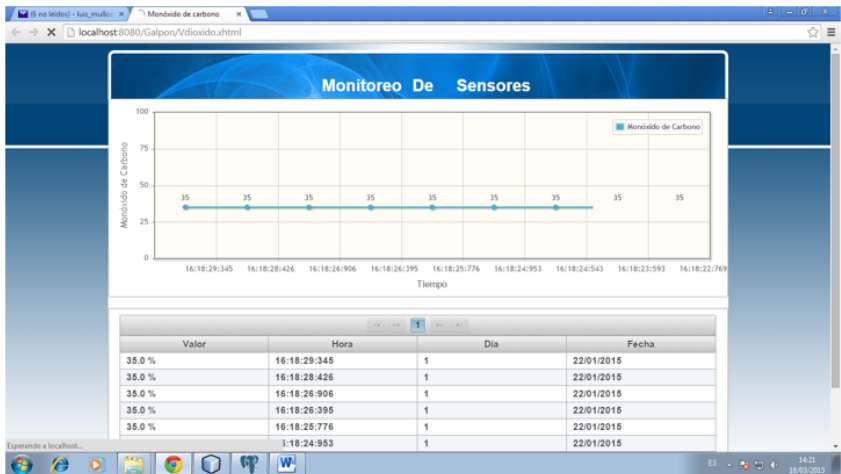 (6 no leídos) - luis_mullo
Monóxido de carbono
localhost:8080/Galpon/Vdioxido.xhtml
Monitoreo De Sensores
100
75
50
25
0
Monóxido de Carbono
Monóxido de Carbono
35 35 35 35 35 35 35 35 35
16:18:29:345 16:18:28:426 16:18:26:906 16:18:26:395 16:18:25:776 16:18:24:953 16:18:24:543 16:18:23:593 16:18:22:769
Tiempo
1
Valor Hora Dia Fecha
35.0 % 16:18:29:345 1 22/01/2015
35.0 % 16:18:28:426 1 22/01/2015
35.0 % 16:18:26:906 1 22/01/2015
35.0 % 16:18:26:395 1 22/01/2015
35.0 % 16:18:25:776 1 22/01/2015
:18:24:953 1 22/01/2015
Esperando a localhost...
W
ES
14:21
18/03/2015